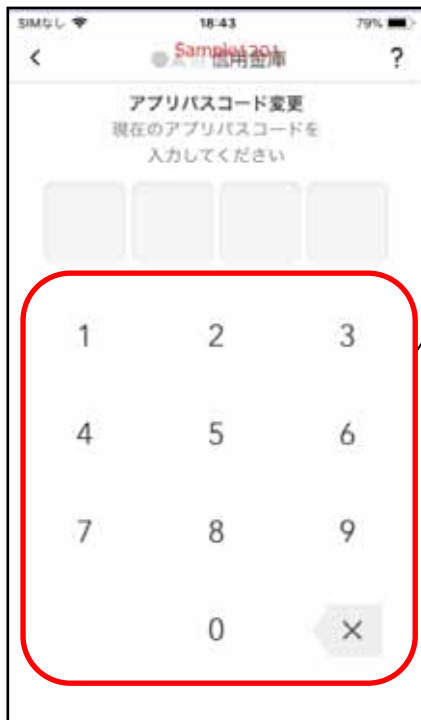 SIMなし 18:43 79%
信用金庫
?
アプリパスコード変更
現在のアプリパスコードを
入力してください
1 2 3
4 5 6
7 8 9
0